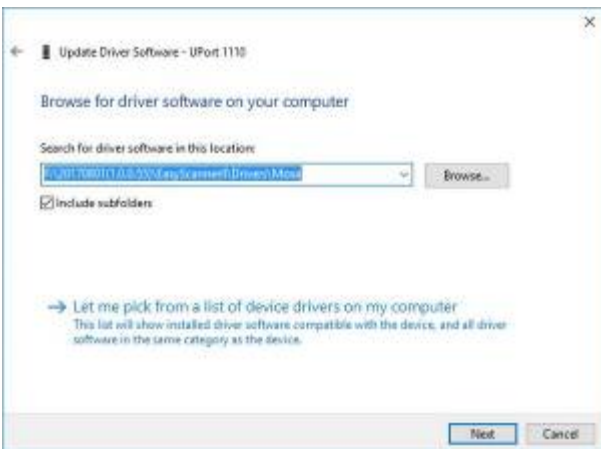 Update Driver Software - UPort 1110
Browse for driver software on your computer
Search for driver software in this location:
\Drivers\Moxa
Browse...
Include subfolders
Let me pick from a list of device drivers on my computer
This list will show installed driver software compatible with the device, and all driver
software in the same category as the device.
Next
Cancel